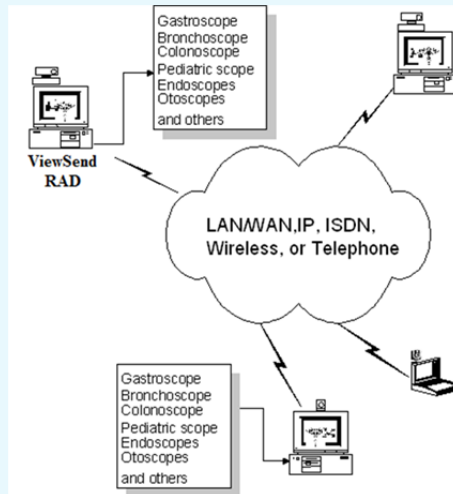 Gastroscope
Bronchoscope
Colonoscope
Pediatric scope
Endoscopes
Otoscopes
and others
ViewSend
RAD
LAN/WAN,IP, ISDN,
Wireless, or Telephone
Gastroscope
Bronchoscope
Colonoscope
Pediatric scope
Endoscopes
Otoscopes
and others